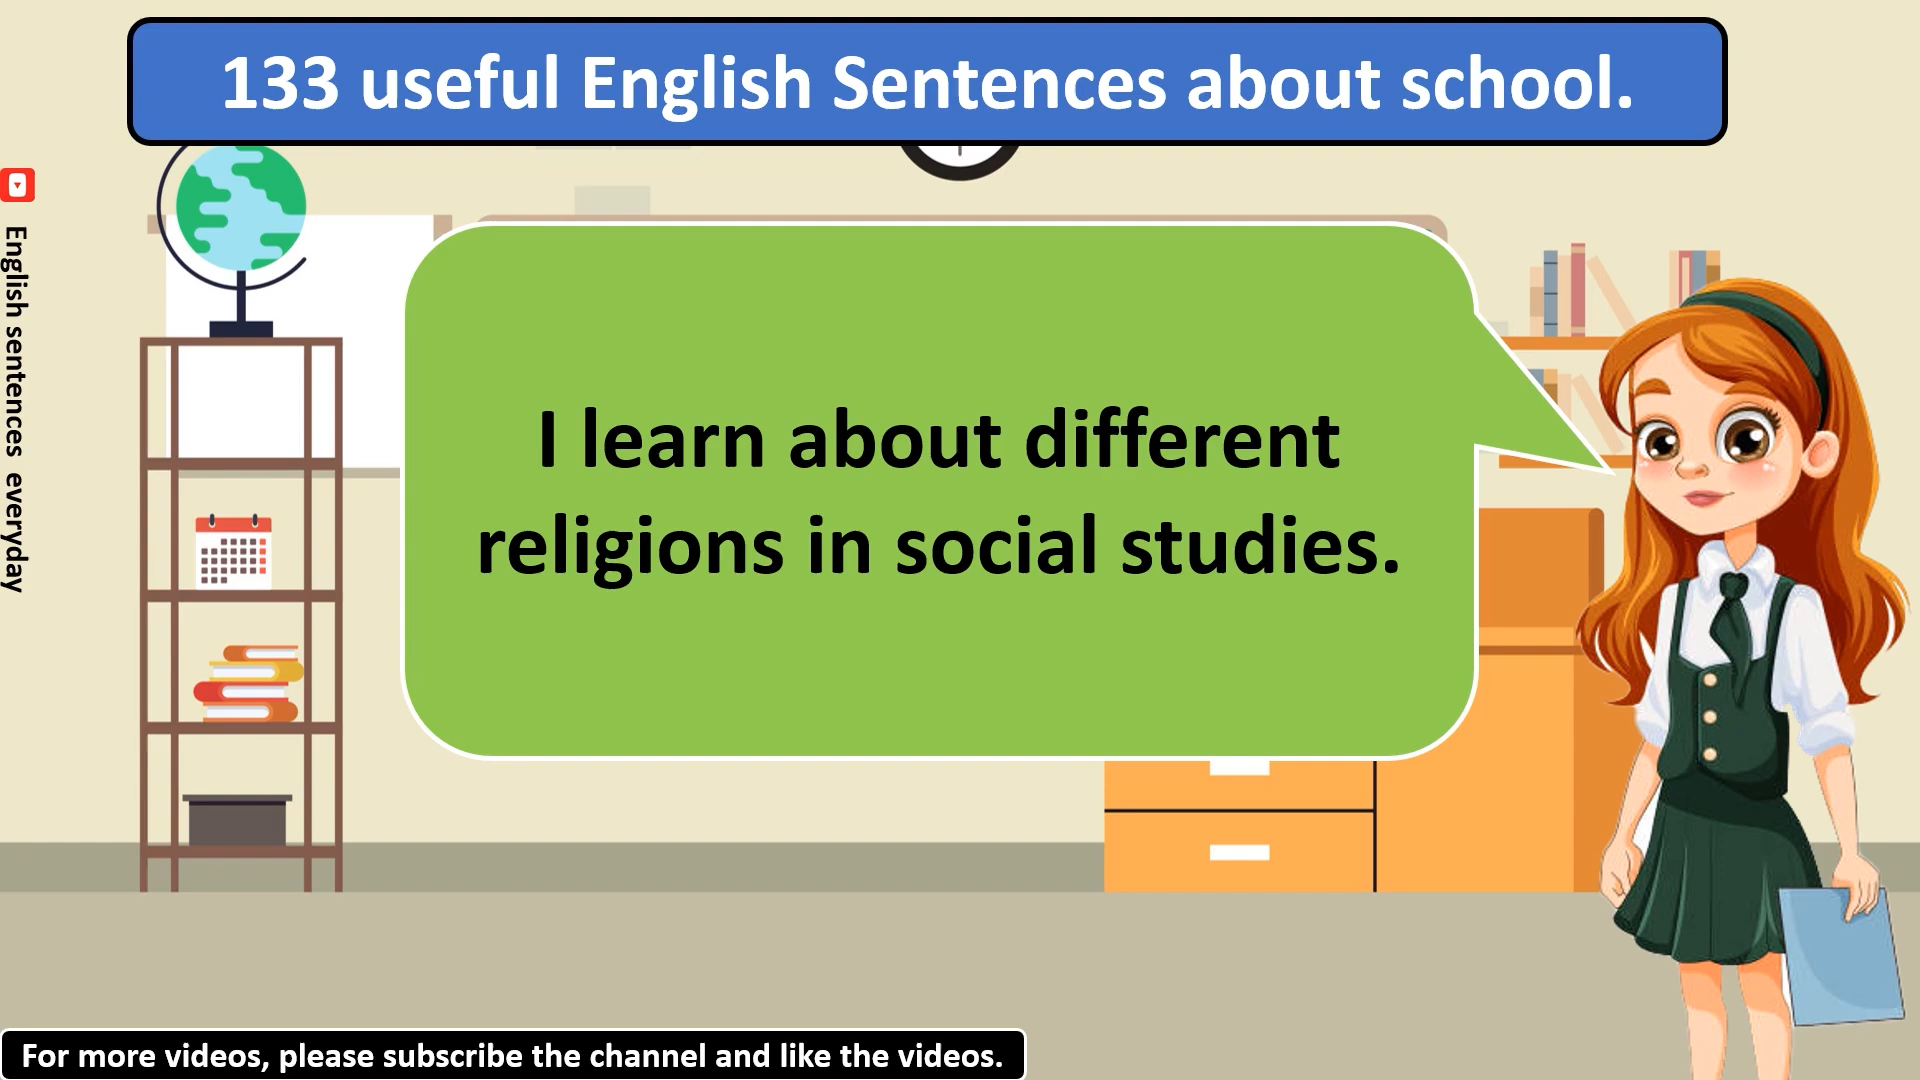 133 useful English Sentences about school.
English sentences everyday
I learn about different
religions in social studies.
For more videos, please subscribe the channel and like the videos.